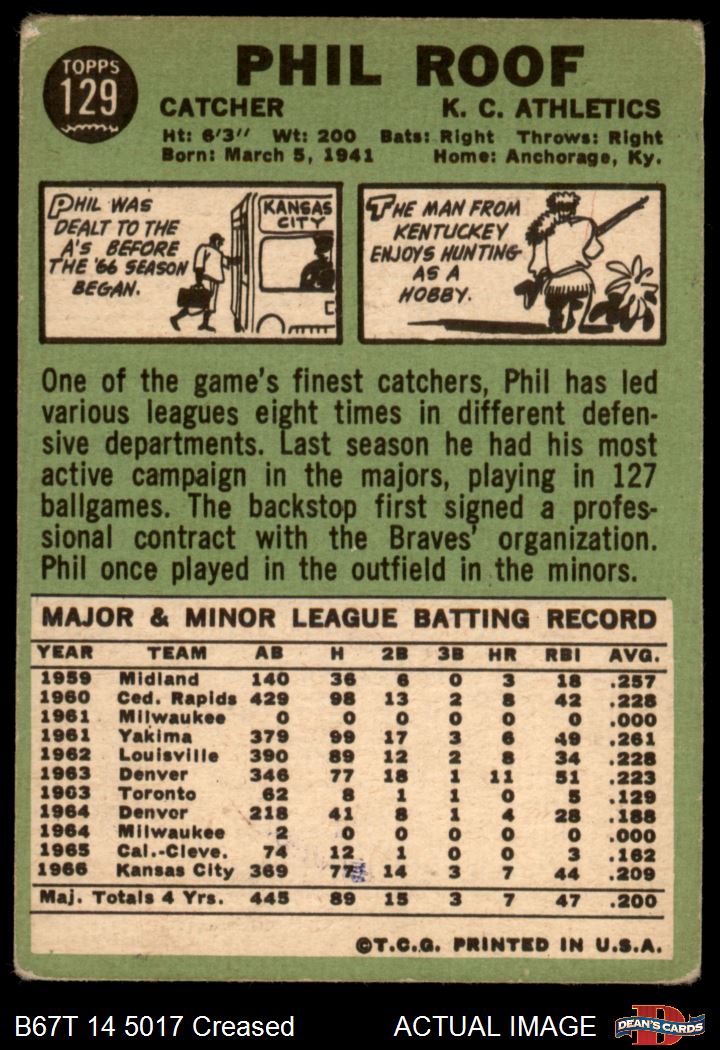 TOPPS
129
PHIL ROOF
CATCHER K. C. ATHLETICS
Ht: 6'3" Wt: 200 Bats: Right Throws: Right
Born: March 5, 1941 Home: Anchorage, Ky.
PHIL WAS
DEALT TO THE
A'S BEFORE
THE '66 SEASON
BEGAN.
KANSAS
CITY
THE MAN FROM
KENTUCKEY
ENJOYS HUNTING
AS A
HOBBY.
One of the game's finest catchers, Phil has led
various leagues eight times in different defen-
sive departments. Last season he had his most
active campaign in the majors, playing in 127
ballgames. The backstop first signed a profes-
sional contract with the Braves' organization.
Phil once played in the outfield in the minors.
MAJOR & MINOR LEAGUE BATTING RECORD
YEAR TEAM AB H 2B 3B HR RBI AVG.
1959 Midland 140 36 6 0 3 18 .257
1960 Ced. Rapids 429 98 13 2 8 42 .228
1961 Milwaukee 0 0 0 0 0 0 .000
1961 Yakima 379 99 17 3 6 49 .261
1962 Louisville 390 89 12 2 8 34 .228
1963 Denver 346 77 18 1 11 51 .223
1963 Toronto 62 8 1 1 0 5 .129
1964 Denver 218 41 8 1 4 28 .188
1964 Milwaukee 2 0 0 0 0 0 .000
1965 Cal.-Cleve. 74 12 1 0 0 3 .162
1966 Kansas City 369 77 14 3 7 44 .209
Maj. Totals 4 Yrs. 445 89 15 3 7 47 .200
©T.C.G. PRINTED IN U.S.A.
B67T 14 5017 Creased ACTUAL IMAGE
DEAN'S CARDS